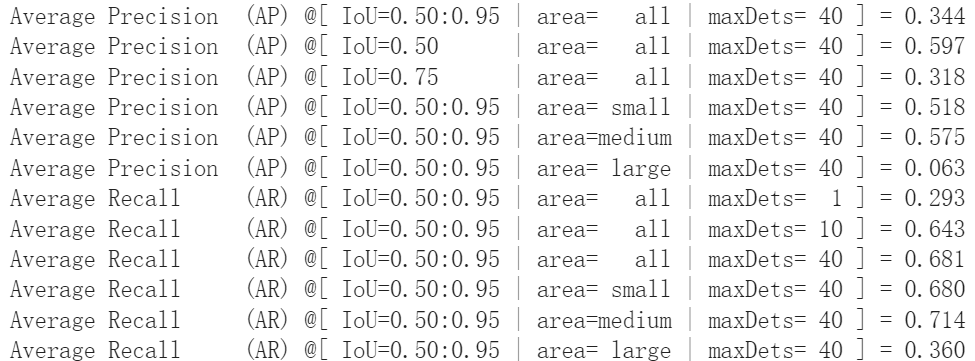 Average Precision  (AP) @[ IoU=0.50:0.95 | area=   all | maxDets= 40 ] = 0.344
Average Precision  (AP) @[ IoU=0.50      | area=   all | maxDets= 40 ] = 0.597
Average Precision  (AP) @[ IoU=0.75      | area=   all | maxDets= 40 ] = 0.318
Average Precision  (AP) @[ IoU=0.50:0.95 | area= small | maxDets= 40 ] = 0.518
Average Precision  (AP) @[ IoU=0.50:0.95 | area=medium | maxDets= 40 ] = 0.575
Average Precision  (AP) @[ IoU=0.50:0.95 | area= large | maxDets= 40 ] = 0.063
Average Recall     (AR) @[ IoU=0.50:0.95 | area=   all | maxDets=  1 ] = 0.293
Average Recall     (AR) @[ IoU=0.50:0.95 | area=   all | maxDets= 10 ] = 0.643
Average Recall     (AR) @[ IoU=0.50:0.95 | area=   all | maxDets= 40 ] = 0.681
Average Recall     (AR) @[ IoU=0.50:0.95 | area= small | maxDets= 40 ] = 0.680
Average Recall     (AR) @[ IoU=0.50:0.95 | area=medium | maxDets= 40 ] = 0.714
Average Recall     (AR) @[ IoU=0.50:0.95 | area= large | maxDets= 40 ] = 0.360